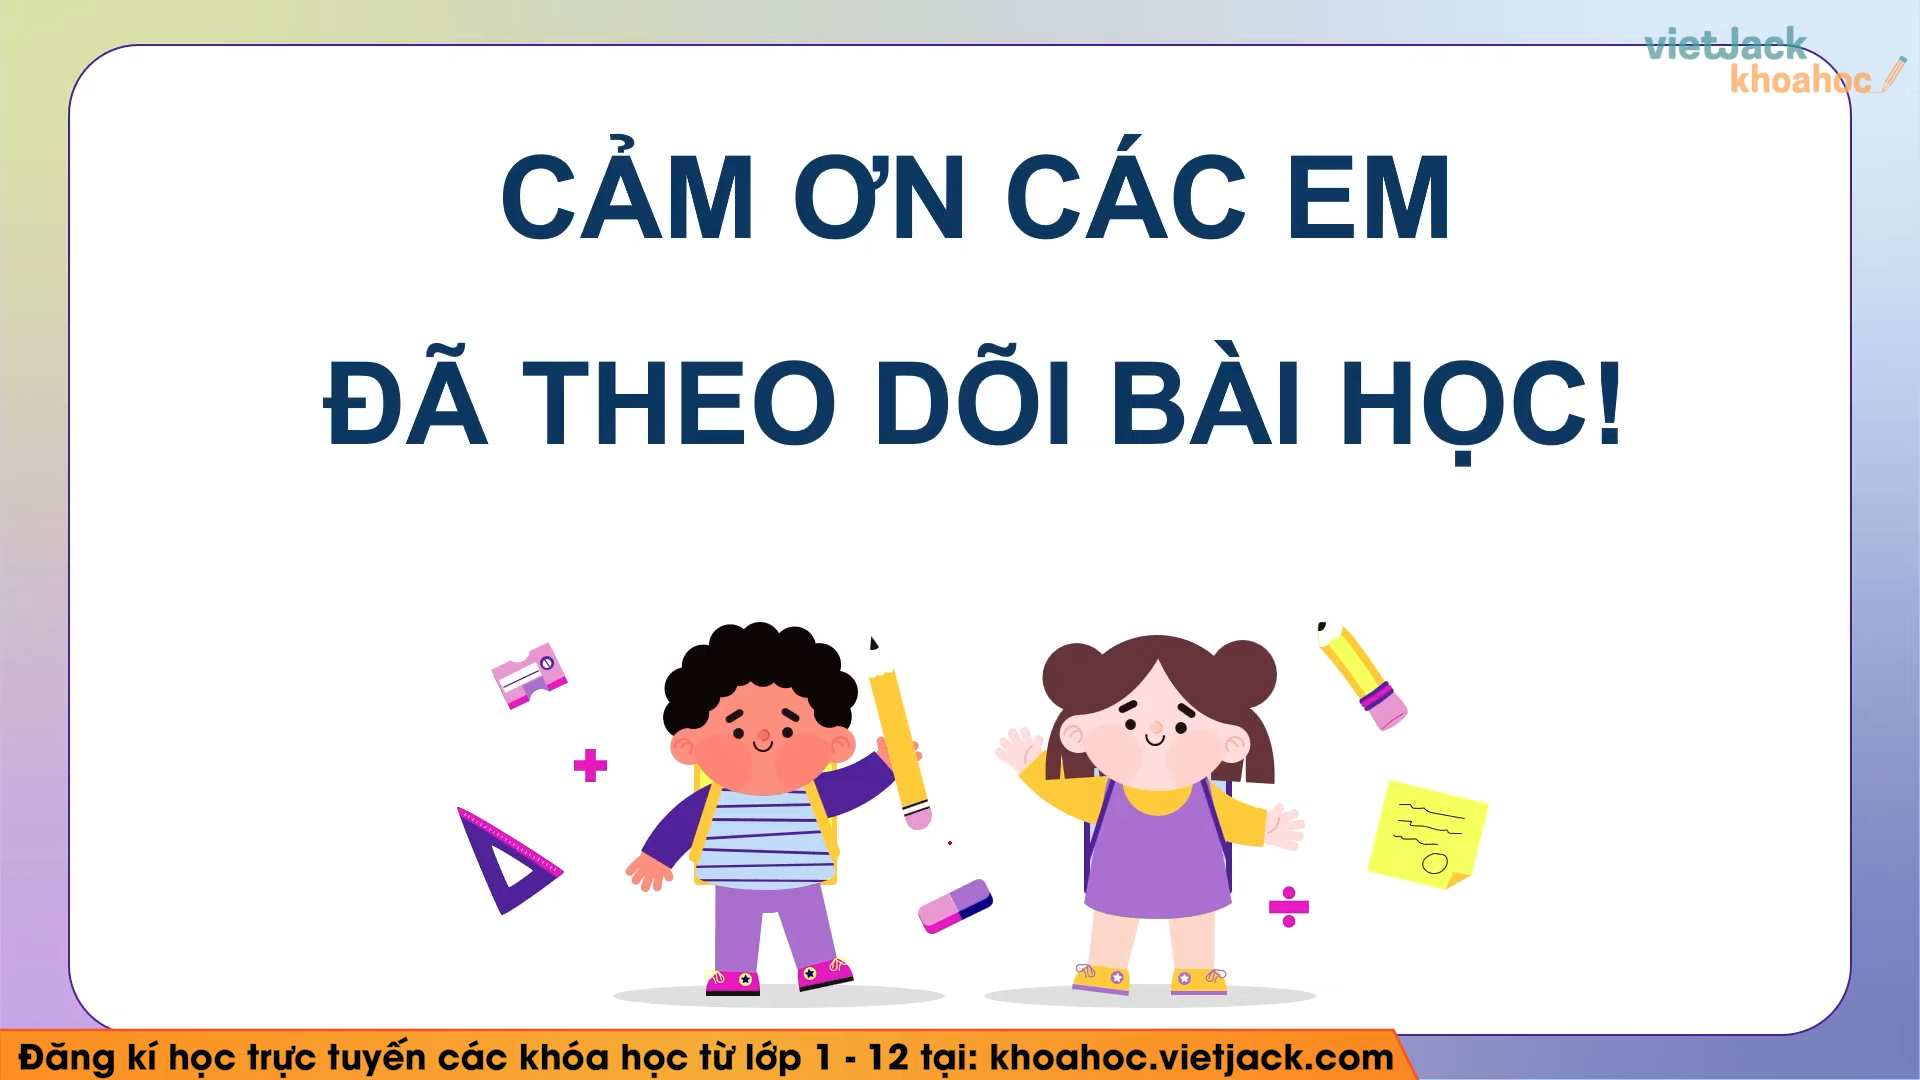 vietJack
khoahoc
CẢM ƠN CÁC EM
ĐÃ THEO DÕI BÀI HỌC!
Đăng kí học trực tuyến các khóa học từ lớp 1 - 12 tại: khoahoc.vietjack.com